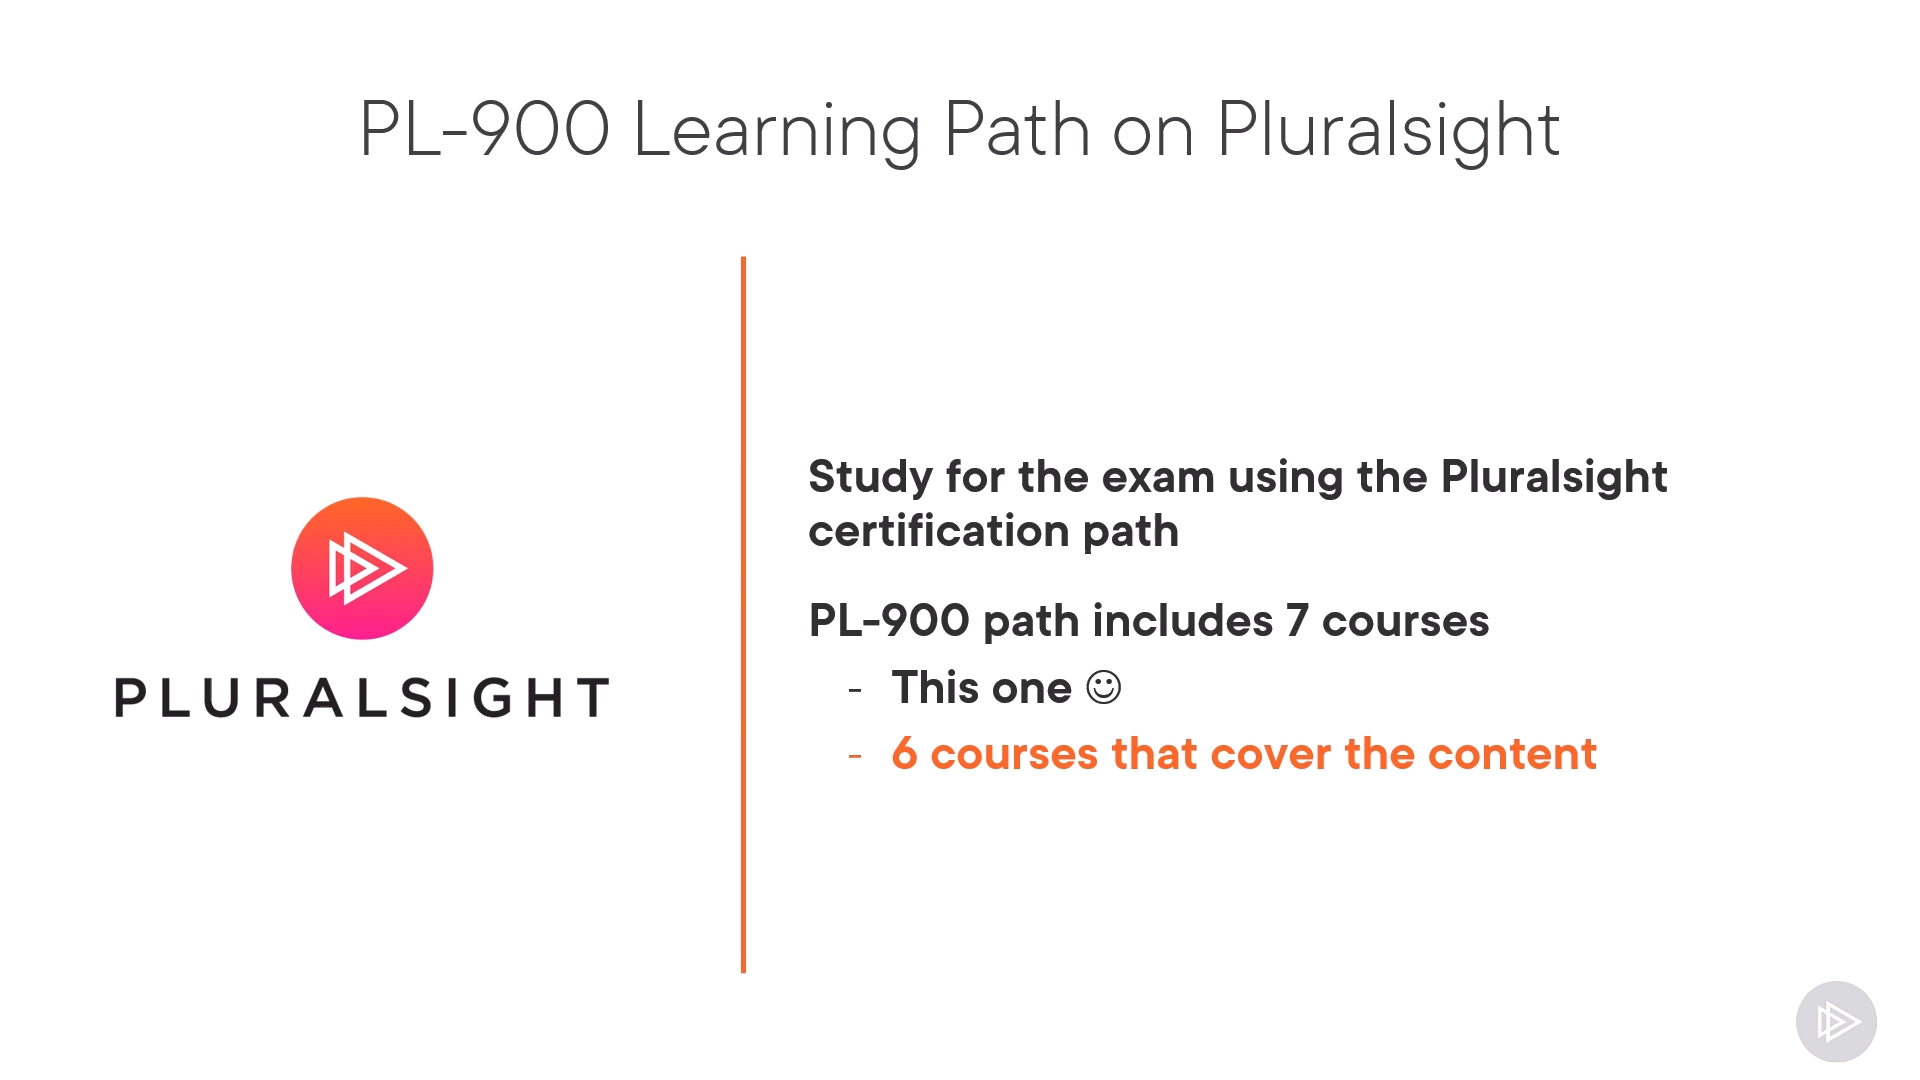 PL-900 Learning Path on Pluralsight
PLURALSIGHT
Study for the exam using the Pluralsight
certification path
PL-900 path includes 7 courses
- This one ☺
- 6 courses that cover the content